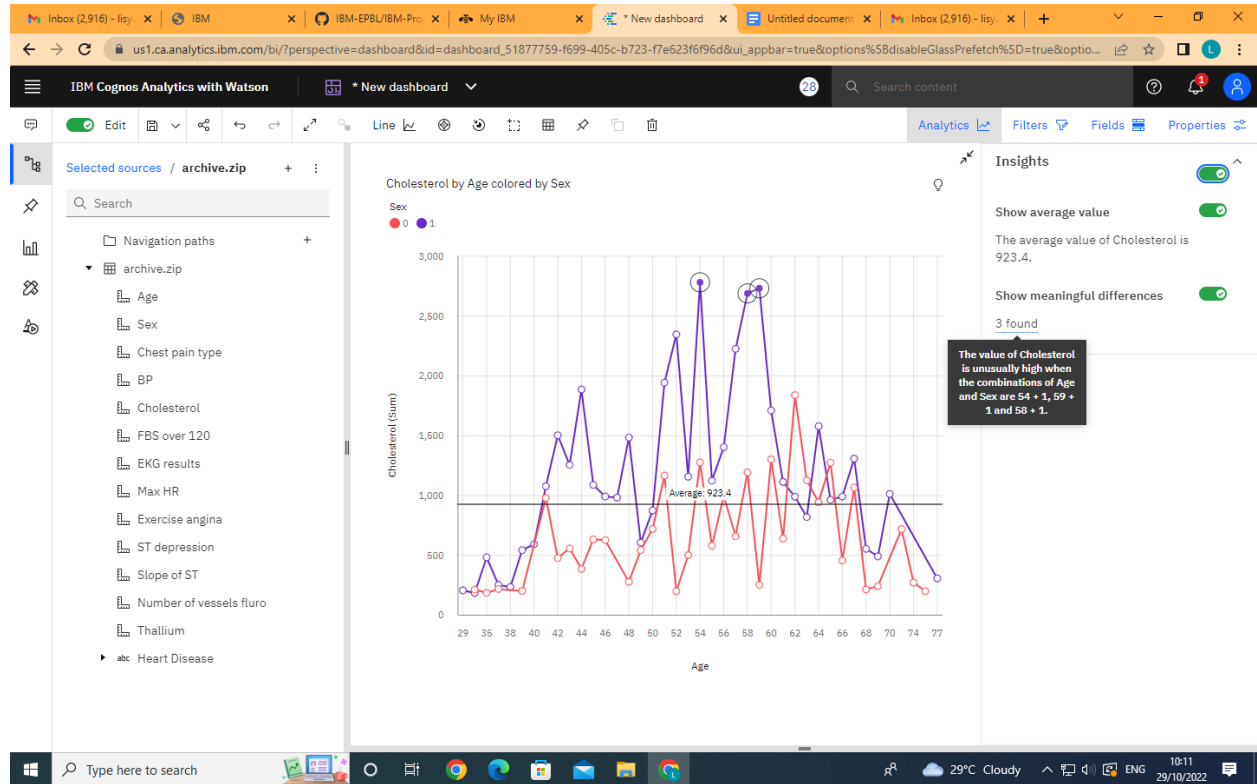 Inbox (2,916) - lisy.
IBM
IBM-EPBL/IBM-Proj
My IBM
* New dashboard
Untitled document
Inbox (2,916) - lisy.
us1.ca.analytics.ibm.com/bi/?perspective=dashboard&id=dashboard_51877759-f699-405c-b723-f7e623f6f96d&ui_appbar=true&options%5BdisableGlassPrefetch%5D=true&optio...
L
IBM Cognos Analytics with Watson
* New dashboard
28
Search content
1
Edit
Line
Analytics
Filters
Fields
Properties
Selected sources / archive.zip
Search
Navigation paths
archive.zip
Age
Sex
Chest pain type
BP
Cholesterol
FBS over 120
EKG results
Max HR
Exercise angina
ST depression
Slope of ST
Number of vessels fluro
Thallium
abc Heart Disease
Cholesterol by Age colored by Sex
Sex
0 1
3,000
2,500
2,000
1,500
1,000
500
0
Cholesterol (Sum)
Average: 923.4
29 35 38 40 42 44 46 48 50 52 54 56 58 60 62 64 66 68 70 74 77
Age
Insights
Show average value
The average value of Cholesterol is
923.4.
Show meaningful differences
3 found
The value of Cholesterol
is unusually high when
the combinations of Age
and Sex are 54 + 1, 59 +
1 and 58 + 1.
Type here to search
L
29°C Cloudy
ENG
10:11
29/10/2022